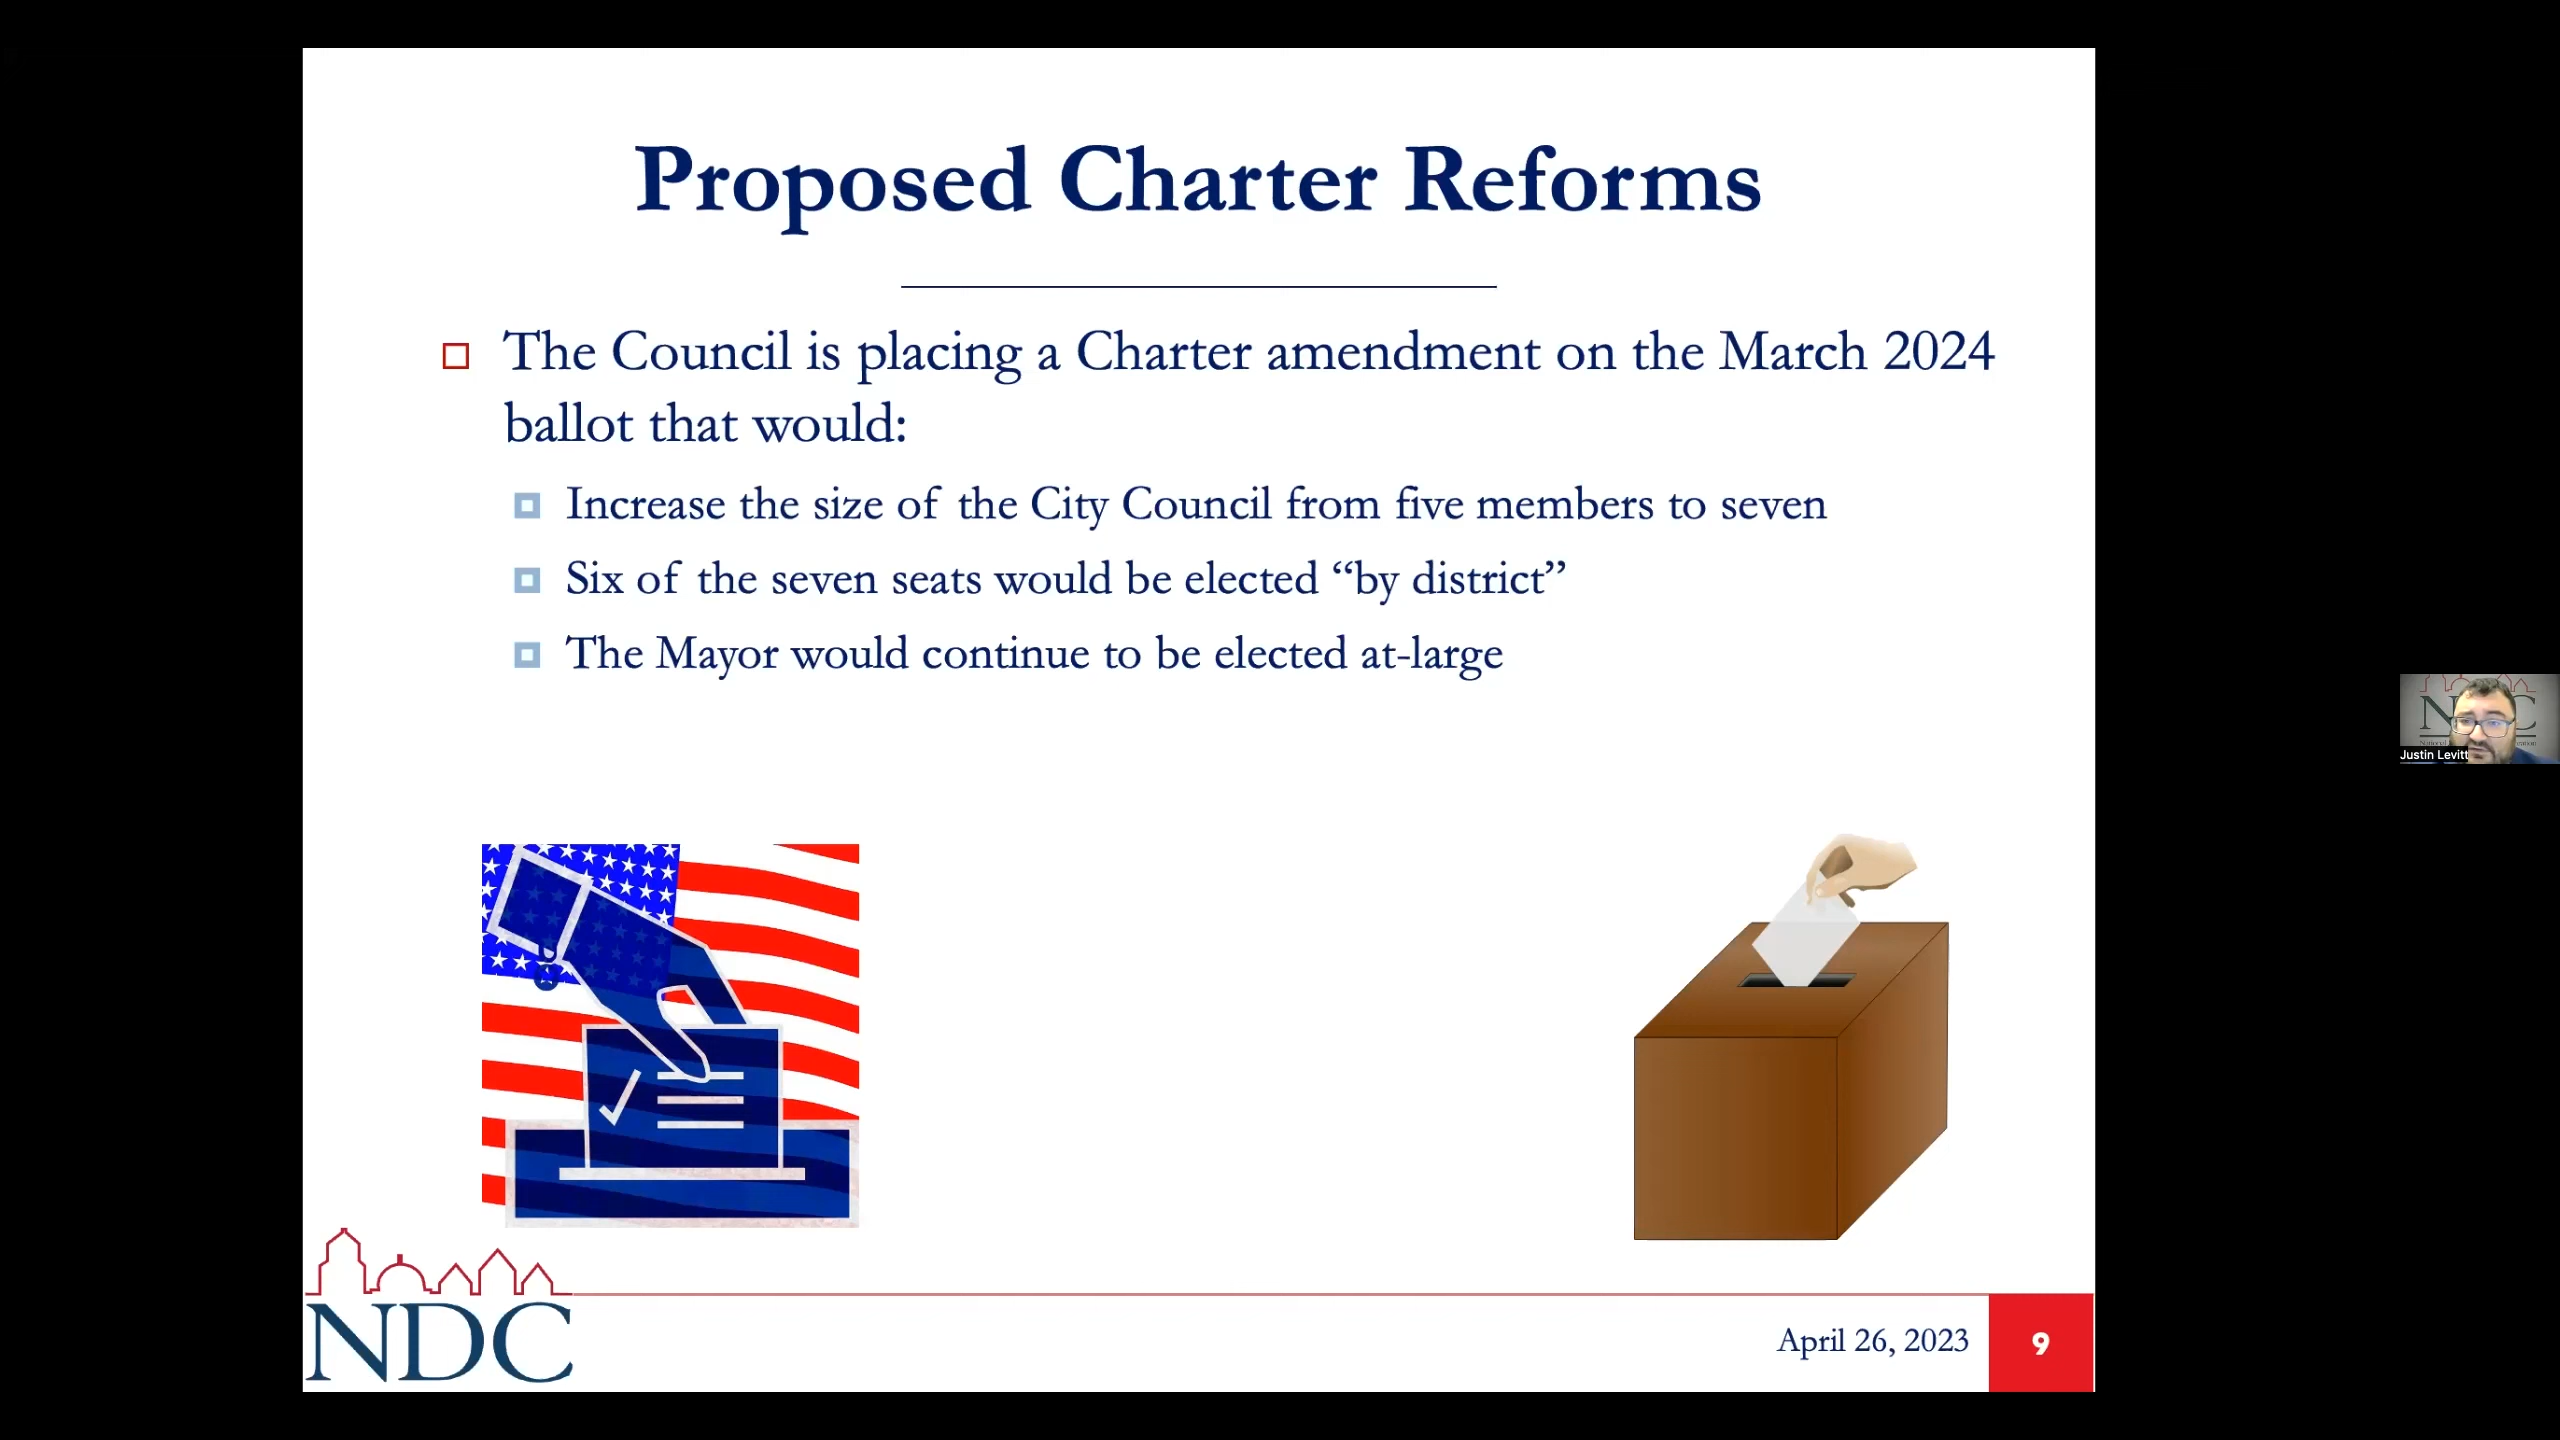 Proposed Charter Reforms
The Council is placing a Charter amendment on the March 2024
ballot that would:
Increase the size of the City Council from five members to seven
Six of the seven seats would be elected “by district”
The Mayor would continue to be elected at-large
Justin Levitt
NDC
April 26, 2023
9